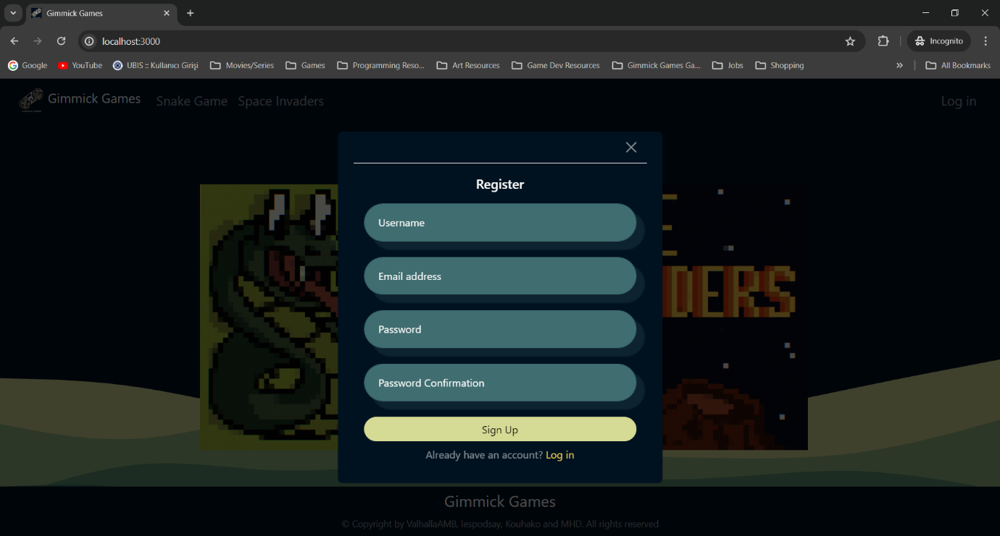 Gimmick Games
localhost:3000
Incognito
Google YouTube UBIS :: Kullanıcı Girişi Movies/Series Games Programming Reso... Art Resources Game Dev Resources Gimmick Games Ga... Jobs Shopping All Bookmarks
Gimmick Games Snake Game Space Invaders Log in
Register
Username
Email address
DERS
Password
Password Confirmation
Sign Up
Already have an account? Log in
Gimmick Games
© Copyright by ValhallaAMB, lespodsay, Kouhako and MHD. All rights reserved